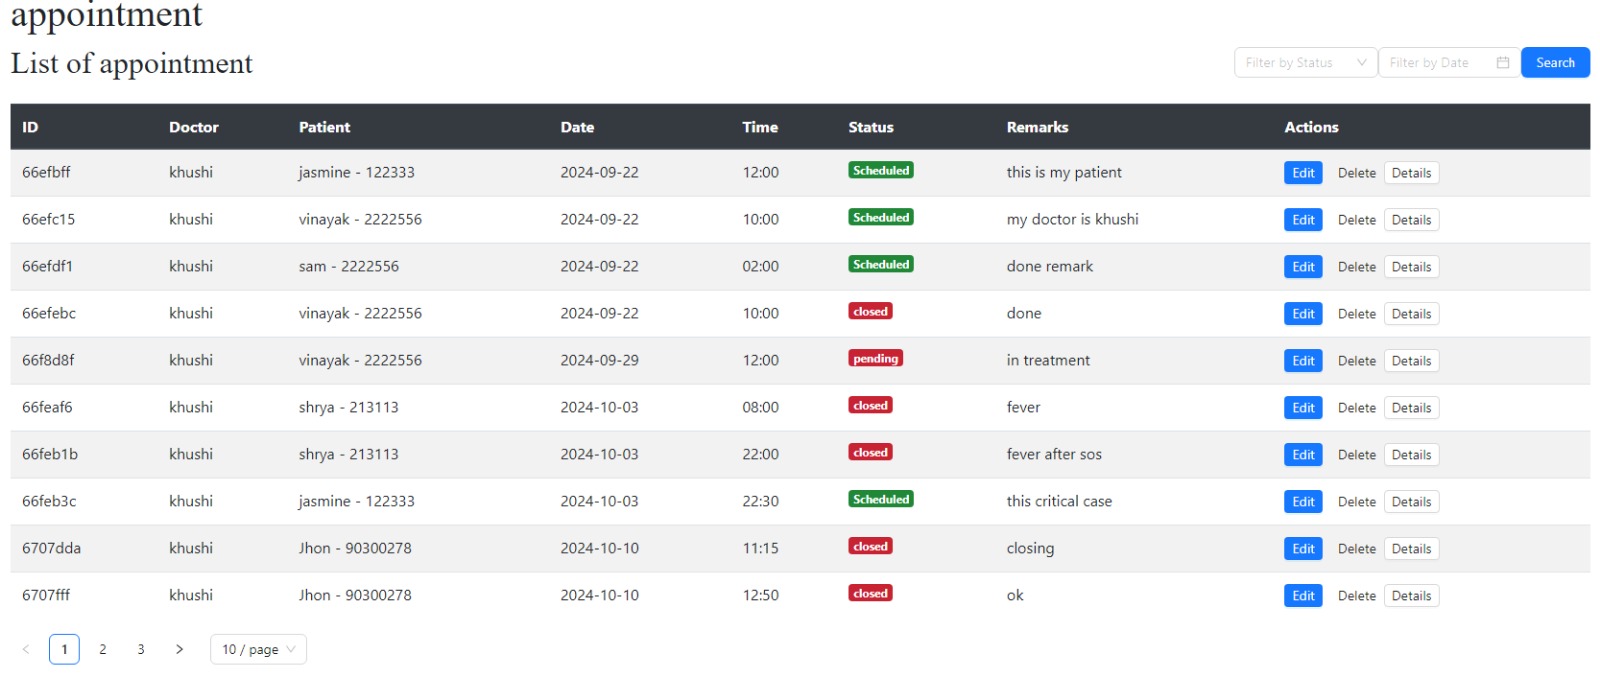 appointment
List of appointment
Filter by Status Filter by Date Search
ID Doctor Patient Date Time Status Remarks Actions
66efbff khushi jasmine - 122333 2024-09-22 12:00 Scheduled this is my patient Edit Delete Details
66efc15 khushi vinayak - 2222556 2024-09-22 10:00 Scheduled my doctor is khushi Edit Delete Details
66efdf1 khushi sam - 2222556 2024-09-22 02:00 Scheduled done remark Edit Delete Details
66efebc khushi vinayak - 2222556 2024-09-22 10:00 closed done Edit Delete Details
66f8d8f khushi vinayak - 2222556 2024-09-29 12:00 pending in treatment Edit Delete Details
66feaf6 khushi shrya - 213113 2024-10-03 08:00 closed fever Edit Delete Details
66feb1b khushi shrya - 213113 2024-10-03 22:00 closed fever after sos Edit Delete Details
66feb3c khushi jasmine - 122333 2024-10-03 22:30 Scheduled this critical case Edit Delete Details
6707dda khushi Jhon - 90300278 2024-10-10 11:15 closed closing Edit Delete Details
6707fff khushi Jhon - 90300278 2024-10-10 12:50 closed ok Edit Delete Details
< 1 2 3 > 10 / page